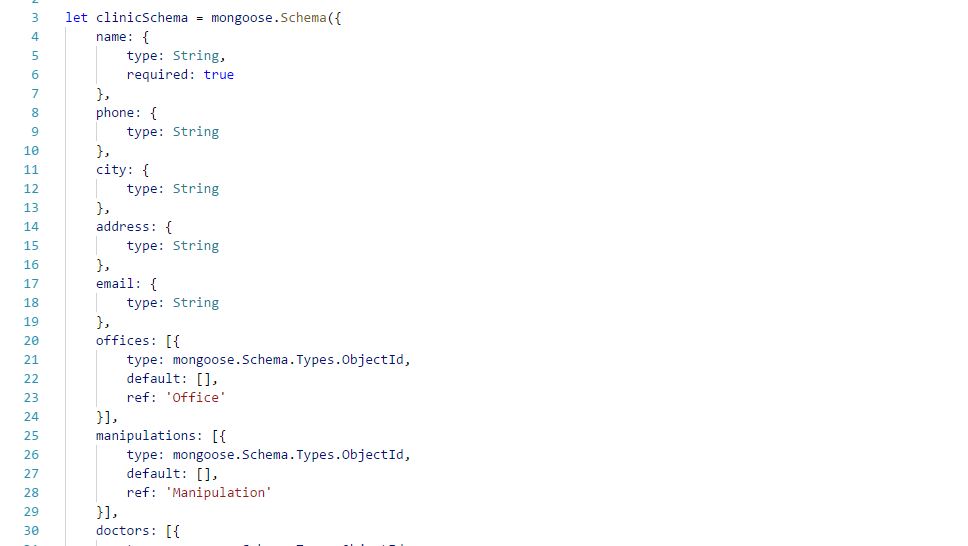 3 let clinicSchema = mongoose.Schema({
4     name: {
5         type: String,
6         required: true
7     },
8     phone: {
9         type: String
10     },
11     city: {
12         type: String
13     },
14     address: {
15         type: String
16     },
17     email: {
18         type: String
19     },
20     offices: [{
21         type: mongoose.Schema.Types.ObjectId,
22         default: [],
23         ref: 'Office'
24     }],
25     manipulations: [{
26         type: mongoose.Schema.Types.ObjectId,
27         default: [],
28         ref: 'Manipulation'
29     }],
30     doctors: [{